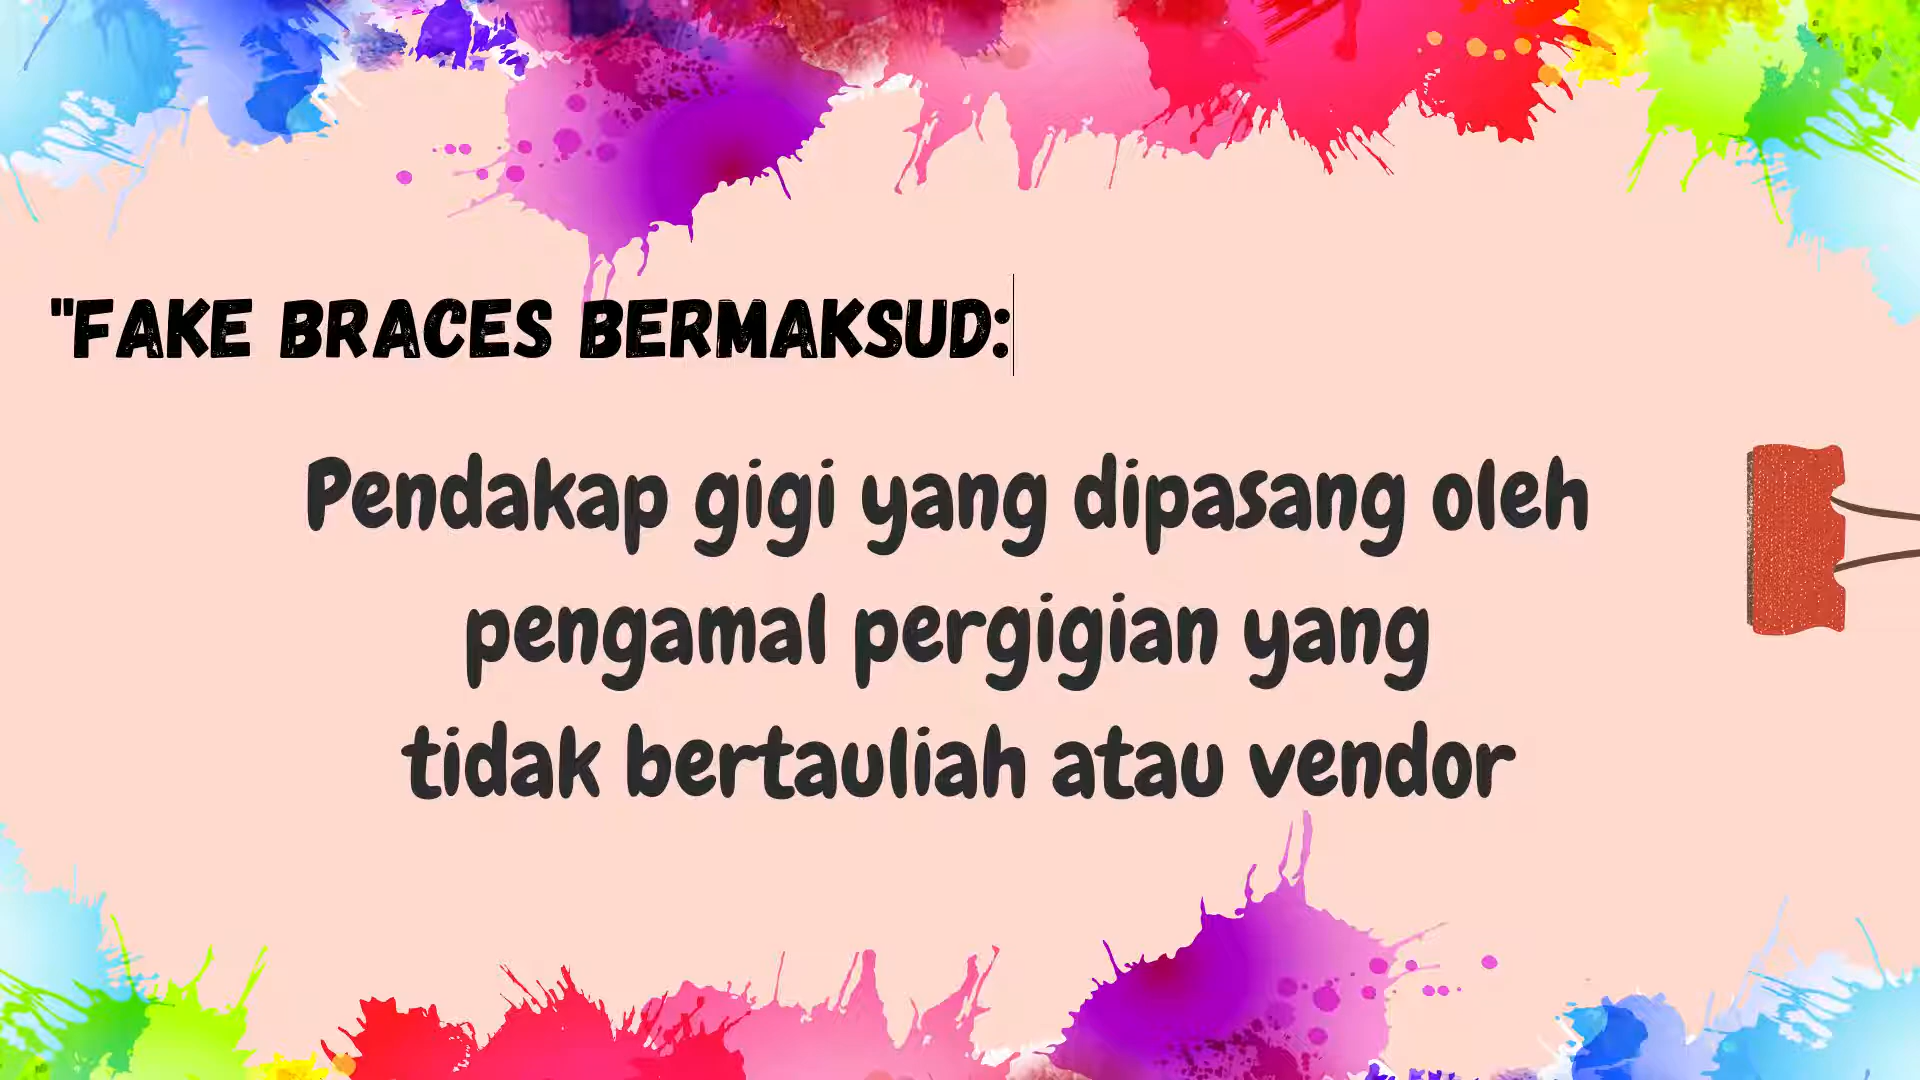 "FAKE BRACES BERMAKSUD:
Pendakap gigi yang dipasang oleh
pengamal pergigian yang
tidak bertauliah atau vendor